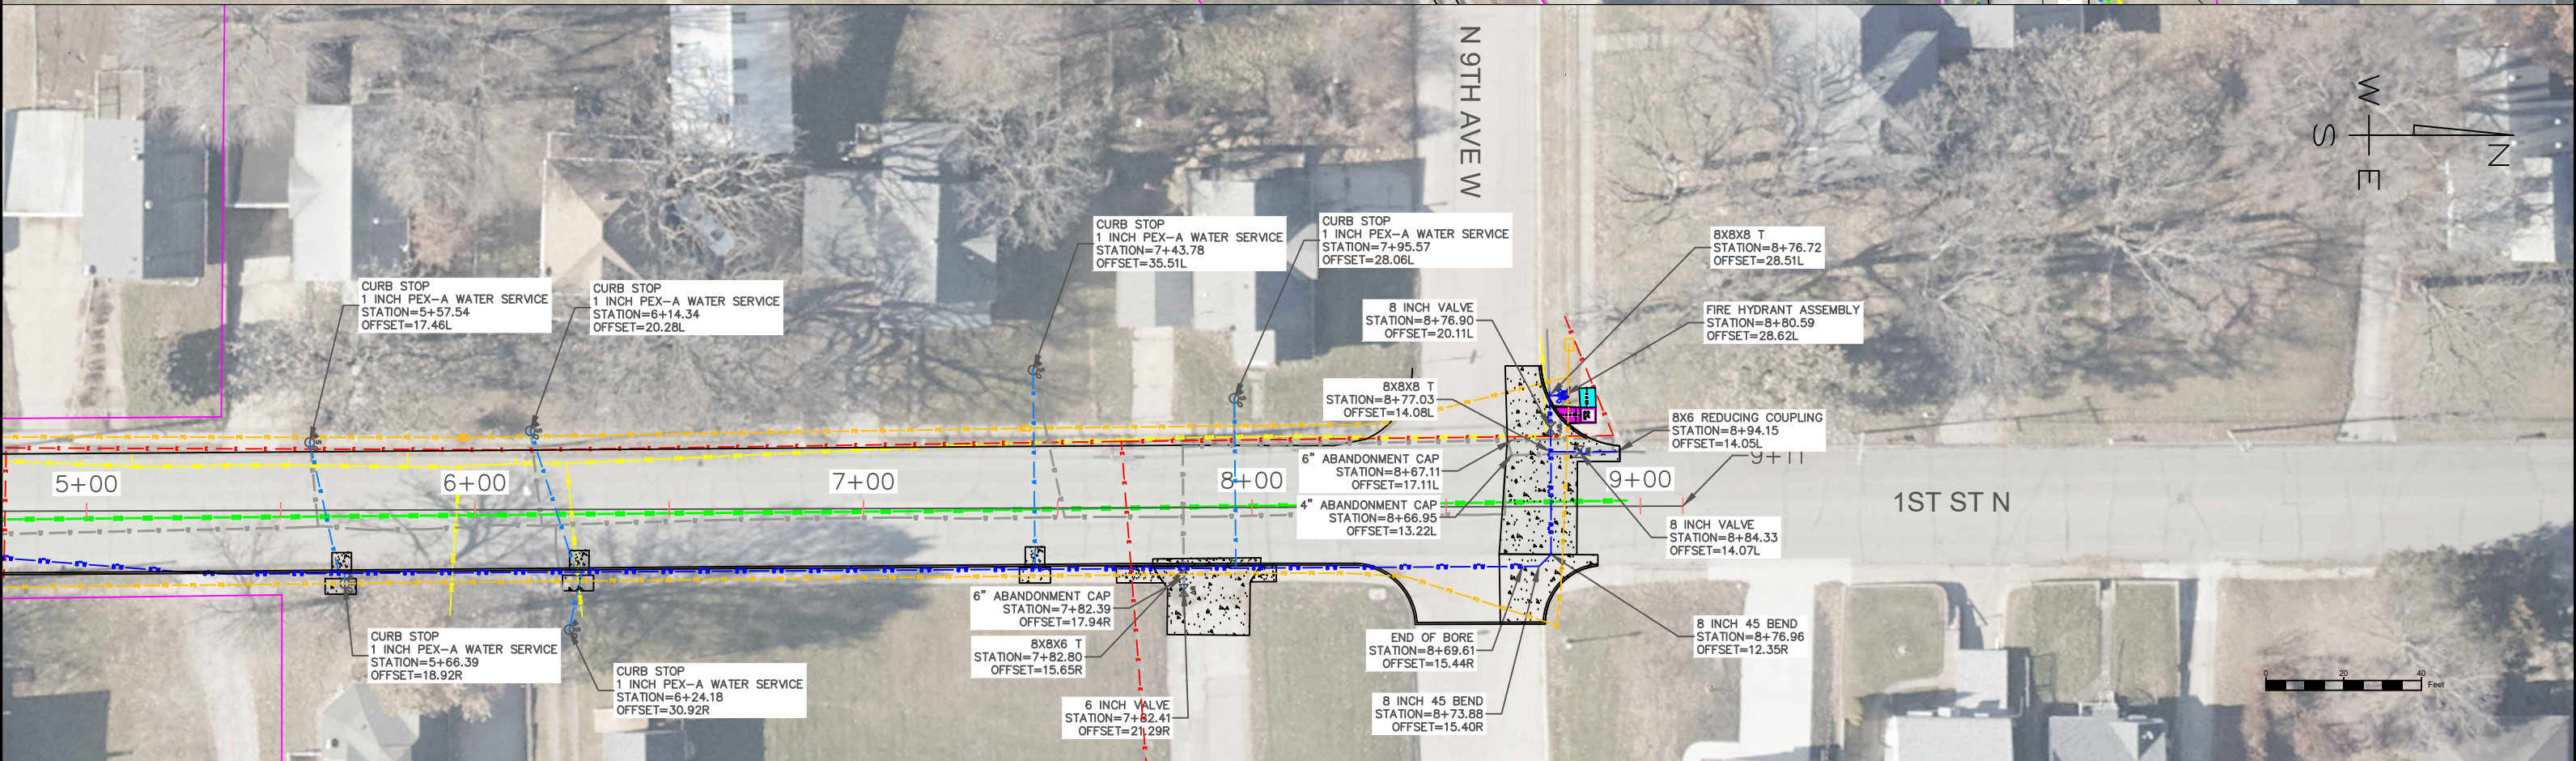 N 9TH AVE W
W
S
N
E
CURB STOP
1 INCH PEX-A WATER SERVICE
STATION=7+43.78
OFFSET=35.51L
CURB STOP
1 INCH PEX-A WATER SERVICE
STATION=7+95.57
OFFSET=28.06L
8X8X8 T
STATION=8+76.72
OFFSET=28.51L
CURB STOP
1 INCH PEX-A WATER SERVICE
STATION=5+57.54
OFFSET=17.46L
CURB STOP
1 INCH PEX-A WATER SERVICE
STATION=6+14.34
OFFSET=20.28L
8 INCH VALVE
STATION=8+76.90
OFFSET=20.11L
FIRE HYDRANT ASSEMBLY
STATION=8+80.59
OFFSET=28.62L
8X8X8 T
STATION=8+77.03
OFFSET=14.08L
8X6 REDUCING COUPLING
STATION=8+94.15
OFFSET=14.05L
9+11
6" ABANDONMENT CAP
STATION=8+67.11
OFFSET=17.11L
5+00
6+00
7+00
8+00
9+00
4" ABANDONMENT CAP
STATION=8+66.95
OFFSET=13.22L
1ST ST N
8 INCH VALVE
STATION=8+84.33
OFFSET=14.07L
6" ABANDONMENT CAP
STATION=7+82.39
OFFSET=17.94R
8X8X6 T
STATION=7+82.80
OFFSET=15.65R
END OF BORE
STATION=8+69.61
OFFSET=15.44R
8 INCH 45 BEND
STATION=8+76.96
OFFSET=12.35R
CURB STOP
1 INCH PEX-A WATER SERVICE
STATION=5+66.39
OFFSET=18.92R
CURB STOP
1 INCH PEX-A WATER SERVICE
STATION=6+24.18
OFFSET=30.92R
6 INCH VALVE
STATION=7+82.41
OFFSET=21.29R
8 INCH 45 BEND
STATION=8+73.88
OFFSET=15.40R
0 20 40
Feet